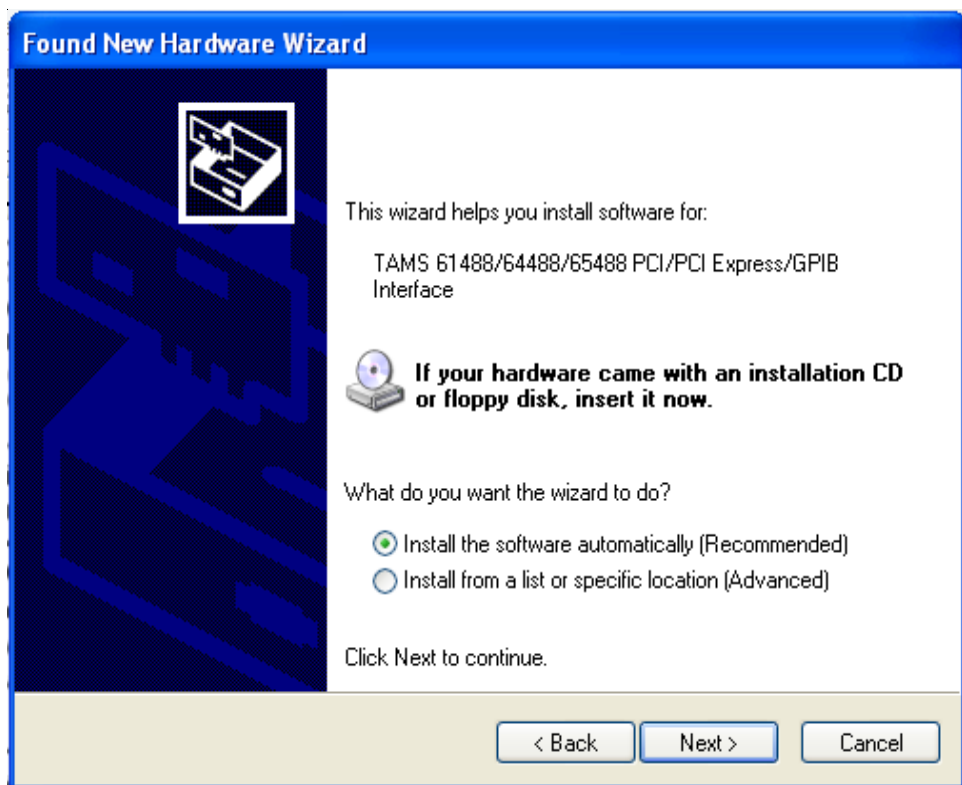 Found New Hardware Wizard
This wizard helps you install software for:
TAMS 61488/64488/65488 PCI/PCI Express/GPIB
Interface
If your hardware came with an installation CD
or floppy disk, insert it now.
What do you want the wizard to do?
Install the software automatically (Recommended)
Install from a list or specific location (Advanced)
Click Next to continue.
< Back
Next >
Cancel